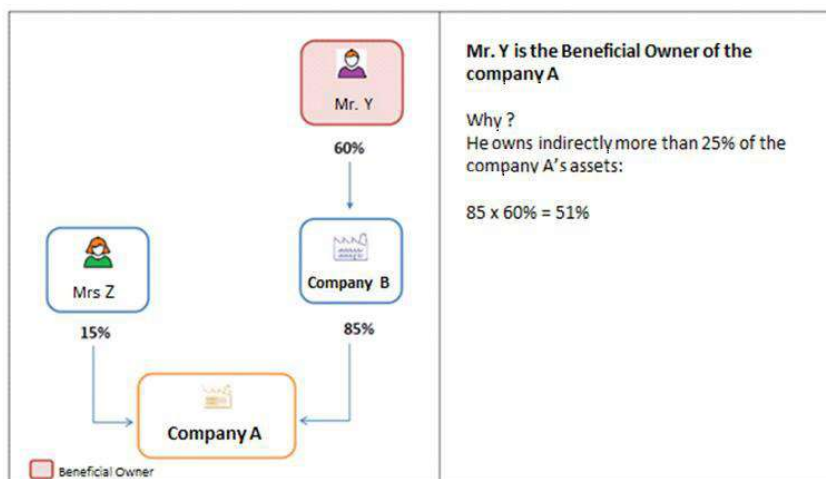 Mr. Y
60%
Mrs Z
Company B
15%
85%
Company A
Beneficial Owner
Mr. Y is the Beneficial Owner of the
company A
Why ?
He owns indirectly more than 25% of the
company A's assets:
85 x 60% = 51%